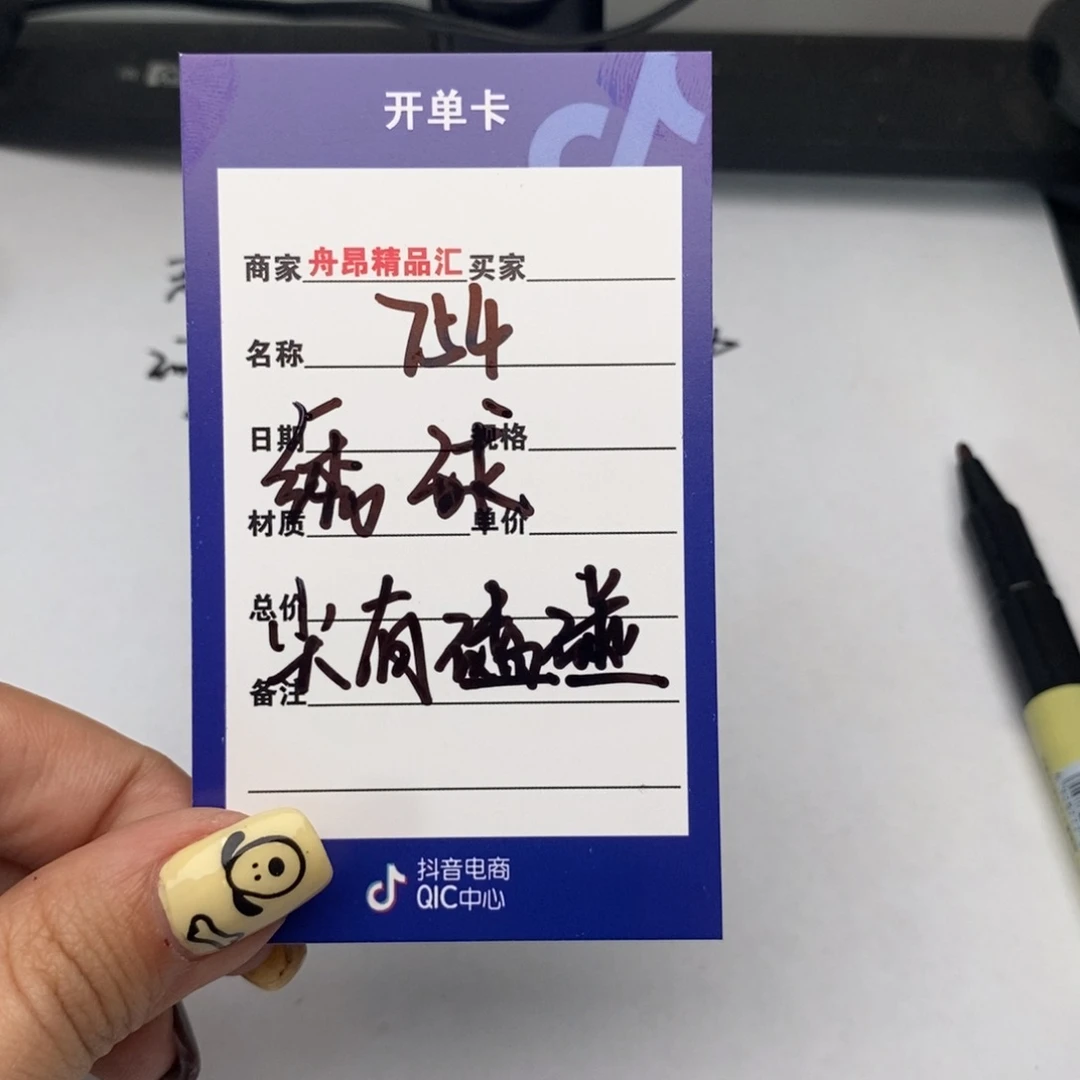 开单卡
商家 舟昂精品汇 买家
名称 754
日期 规格
绣球
材质 单价
总价
尖有磕碰
备注
抖音电商
QIC中心